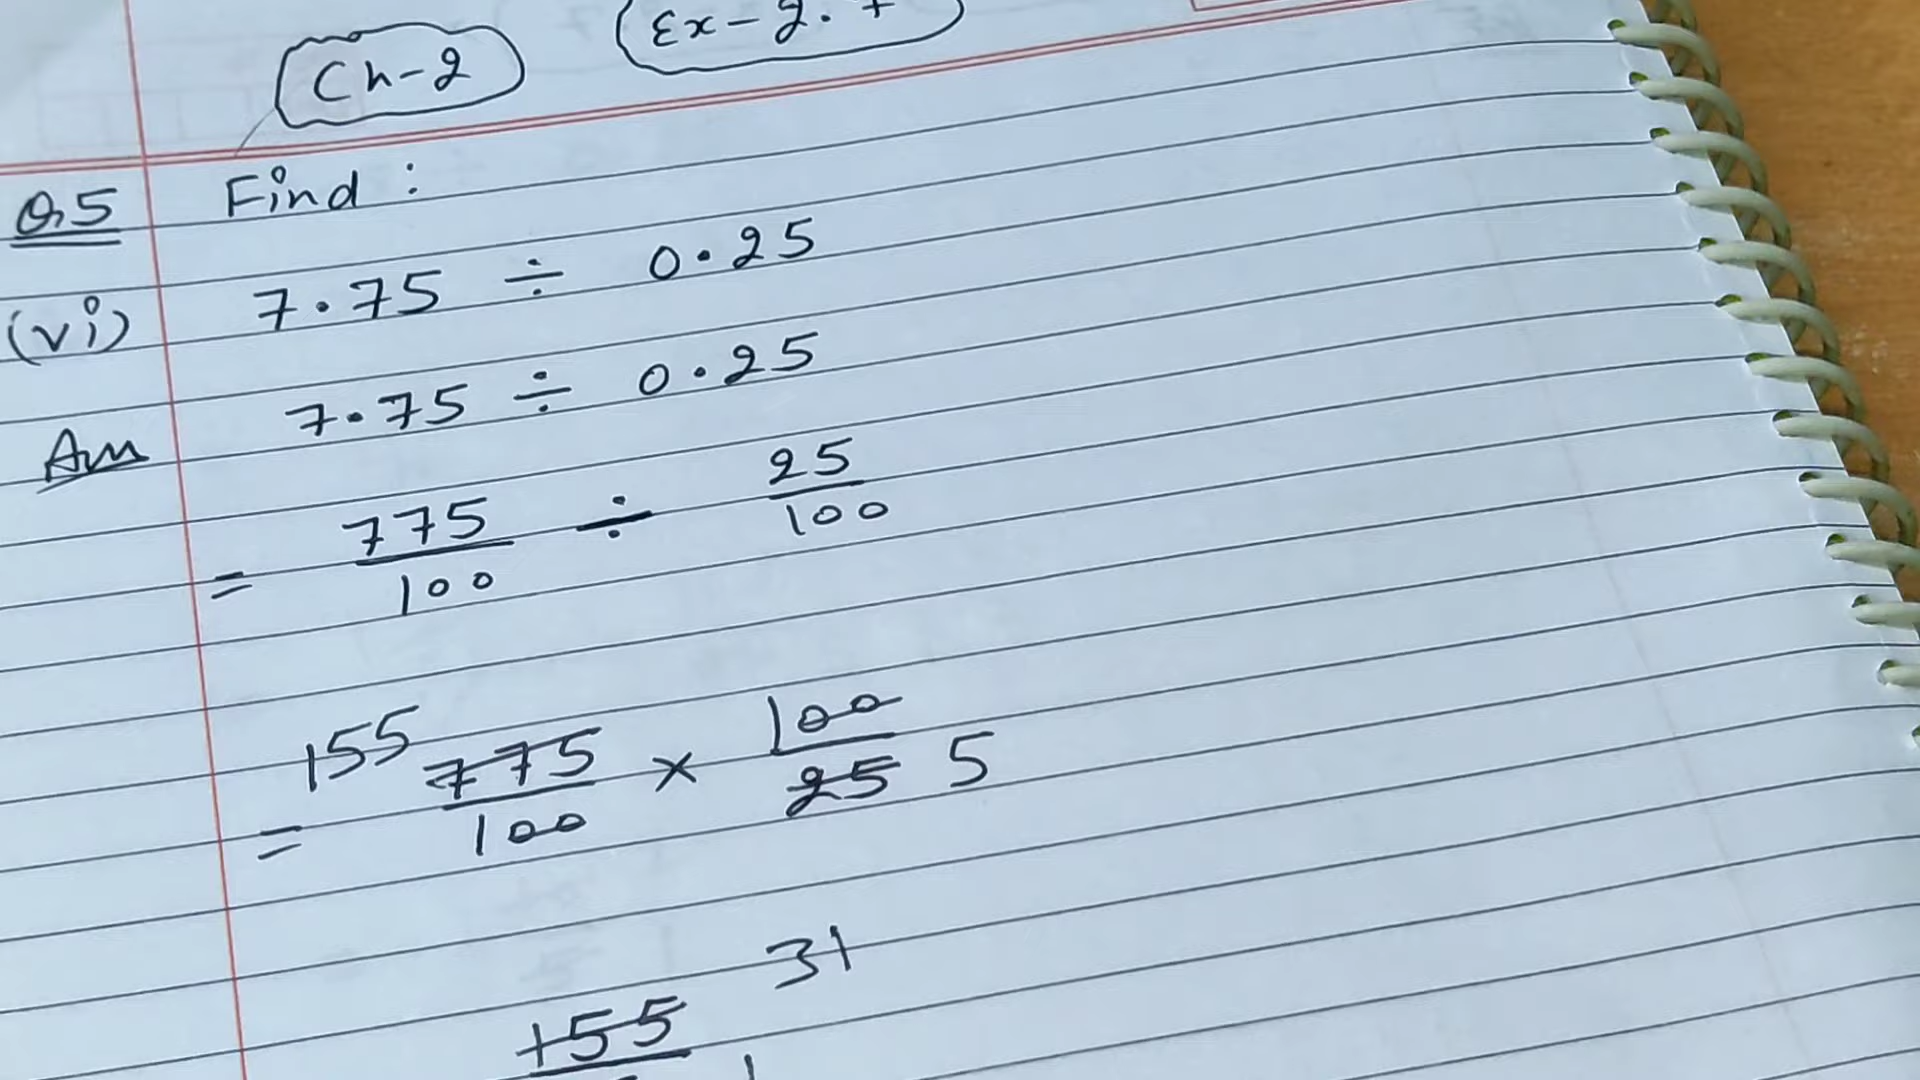 Ch-2 Ex-2.7
Q.5 Find :
(vi) 7.75 ÷ 0.25
Ans 7.75 ÷ 0.25
= 775/100 ÷ 25/100
= 155 775/100 × 100/25 5
31
155